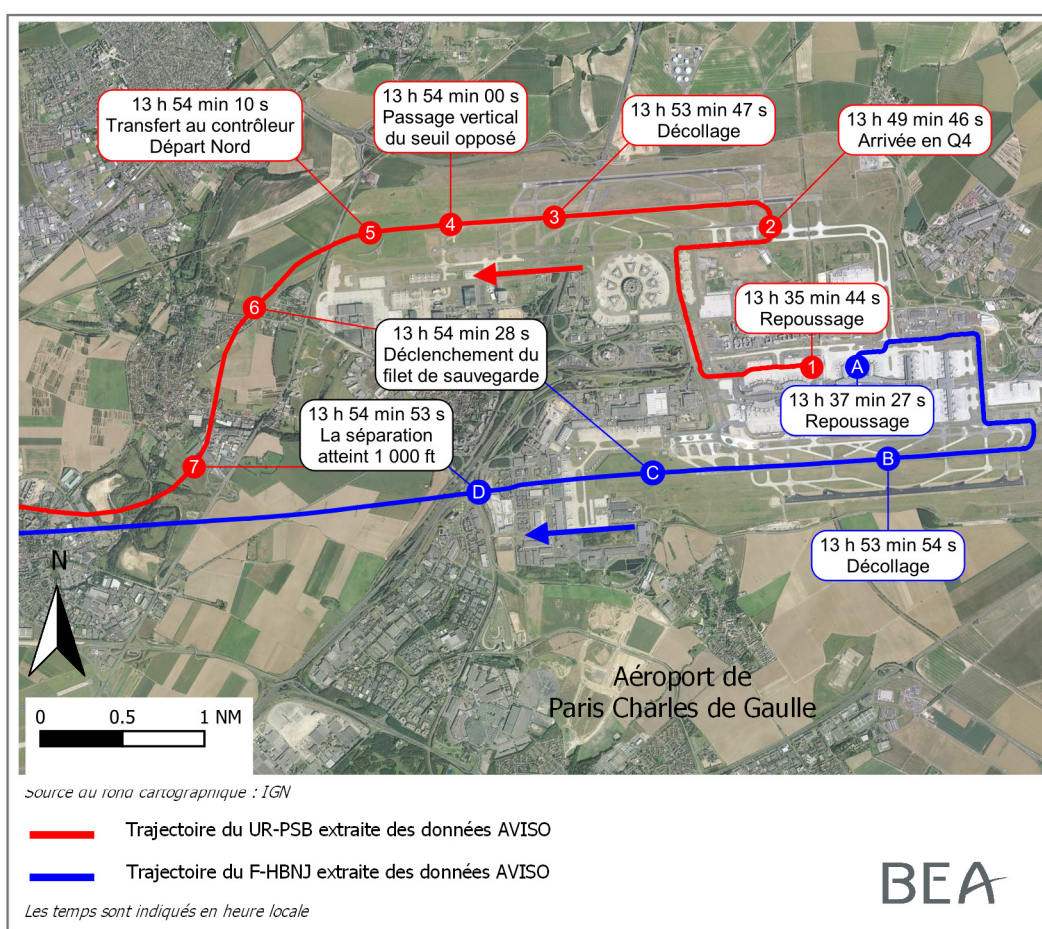 13 h 54 min 10 s
Transfert au contrôleur
Départ Nord
13 h 54 min 00 s
Passage vertical
du seuil opposé
13 h 53 min 47 s
Décollage
13 h 49 min 46 s
Arrivée en Q4
5
4
3
2
6
13 h 54 min 28 s
Déclenchement du
filet de sauvegarde
13 h 35 min 44 s
Repoussage
1
A
13 h 37 min 27 s
Repoussage
13 h 54 min 53 s
La séparation
atteint 1 000 ft
7
D
C
B
13 h 53 min 54 s
Décollage
N
0 0.5 1 NM
Aéroport de
Paris Charles de Gaulle
Source du fond cartographique : IGN
Trajectoire du UR-PSB extraite des données AVISO
Trajectoire du F-HBNJ extraite des données AVISO
Les temps sont indiqués en heure locale
BEA